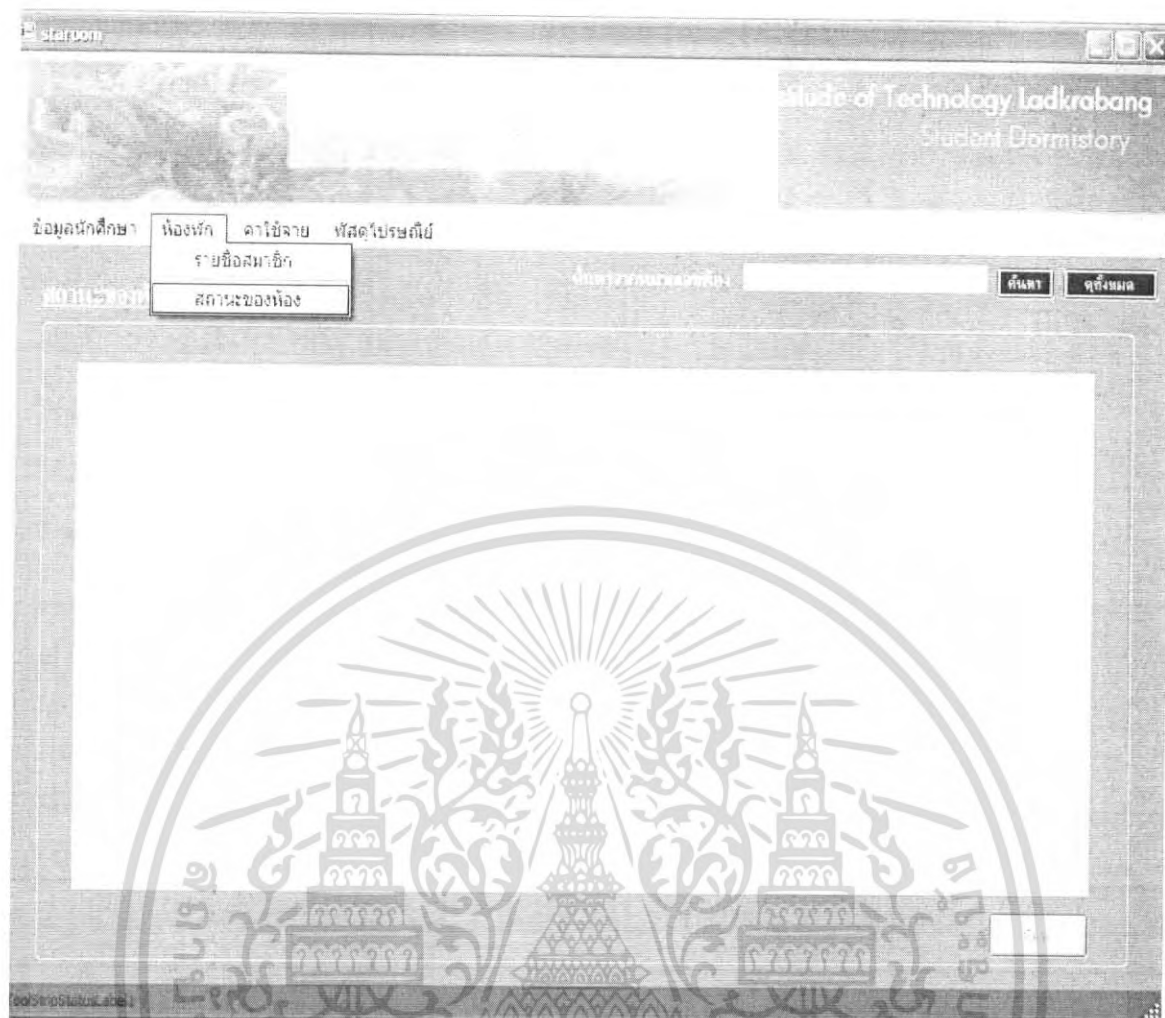 staroom
stude of Technology Ladkrabang
Student Dormistory
ข้อมูลนักศึกษา ห้องพัก ค่าใช้จ่าย พัสดุไปรษณีย์
รายชื่อสมาชิก
ค้นหา ดูทั้งหมด
สถานะของห้อง
toolStripStatusLabel1